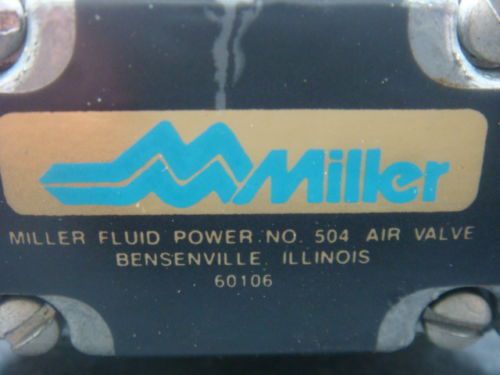 Miller
MILLER FLUID POWER NO. 504 AIR VALVE
BENSENVILLE, ILLINOIS
60106